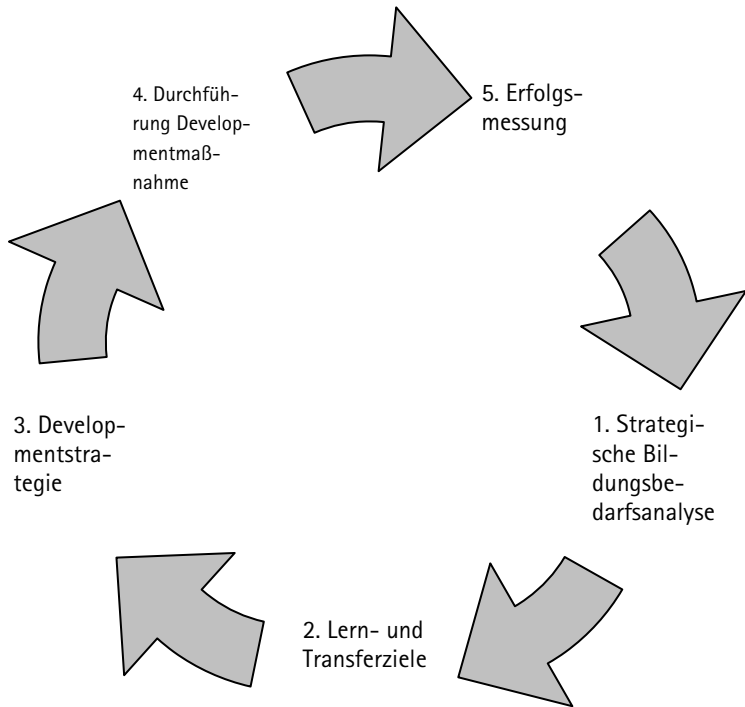 4. Durchfüh-
rung Develop-
mentmaß-
nahme
5. Erfolgs-
messung
1. Strategi-
sche Bil-
dungsbe-
darfsanalyse
2. Lern- und
Transferziele
3. Develop-
mentstra-
tegie